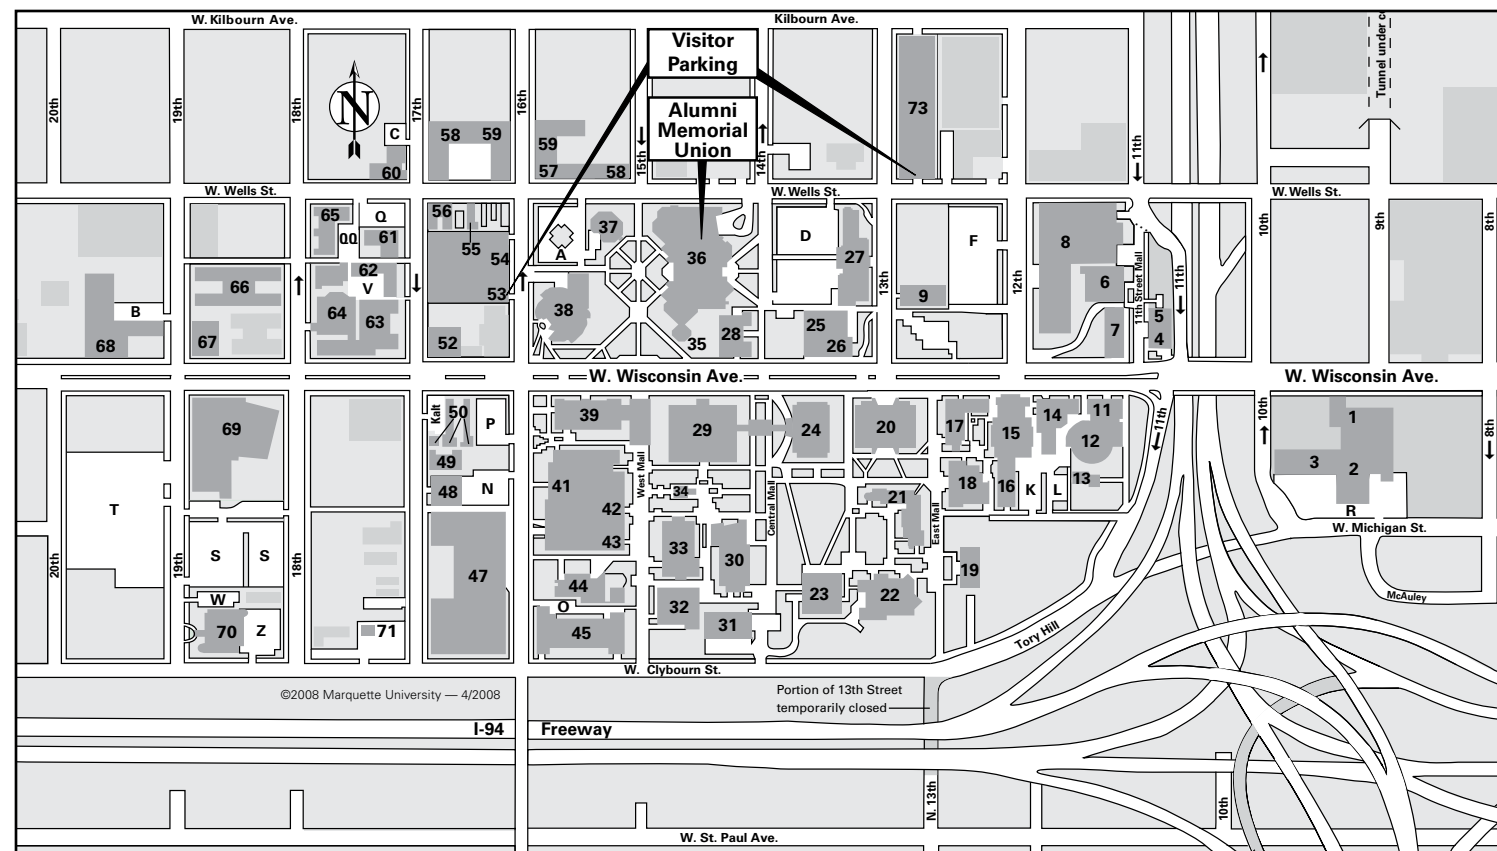 W. Kilbourn Ave.
Kilbourn Ave.
Visitor
Parking
Alumni
Memorial
Union
Tunnel under
20th
19th
18th
N
17th
16th
15th
14th
11th
C
58
59
60
59
57
58
73
W. Wells St.
W. Wells St.
W. Wells St.
10th
9th
8th
65
Q
QQ
61
62
V
64
63
66
67
B
68
56
55
54
53
52
A
37
38
36
35
28
D
27
25
26
13th
F
9
12th
8
6
7
11th Street Mall
11th
5
4
W. Wisconsin Ave.
W. Wisconsin Ave.
69
Kalt
50
P
49
48
N
47
39
41
42
43
West Mall
29
34
33
30
32
31
44
O
45
Central Mall
24
20
21
East Mall
23
22
17
18
15
16
14
11
12
13
K
L
19
11th
10th
8th
1
3
2
R
W. Michigan St.
McAuley
T
20th
19th
18th
S
S
W
70
Z
71
W. Clybourn St.
Tory Hill
©2008 Marquette University — 4/2008
Portion of 13th Street
temporarily closed
I-94
Freeway
N. 13th
10th
W. St. Paul Ave.